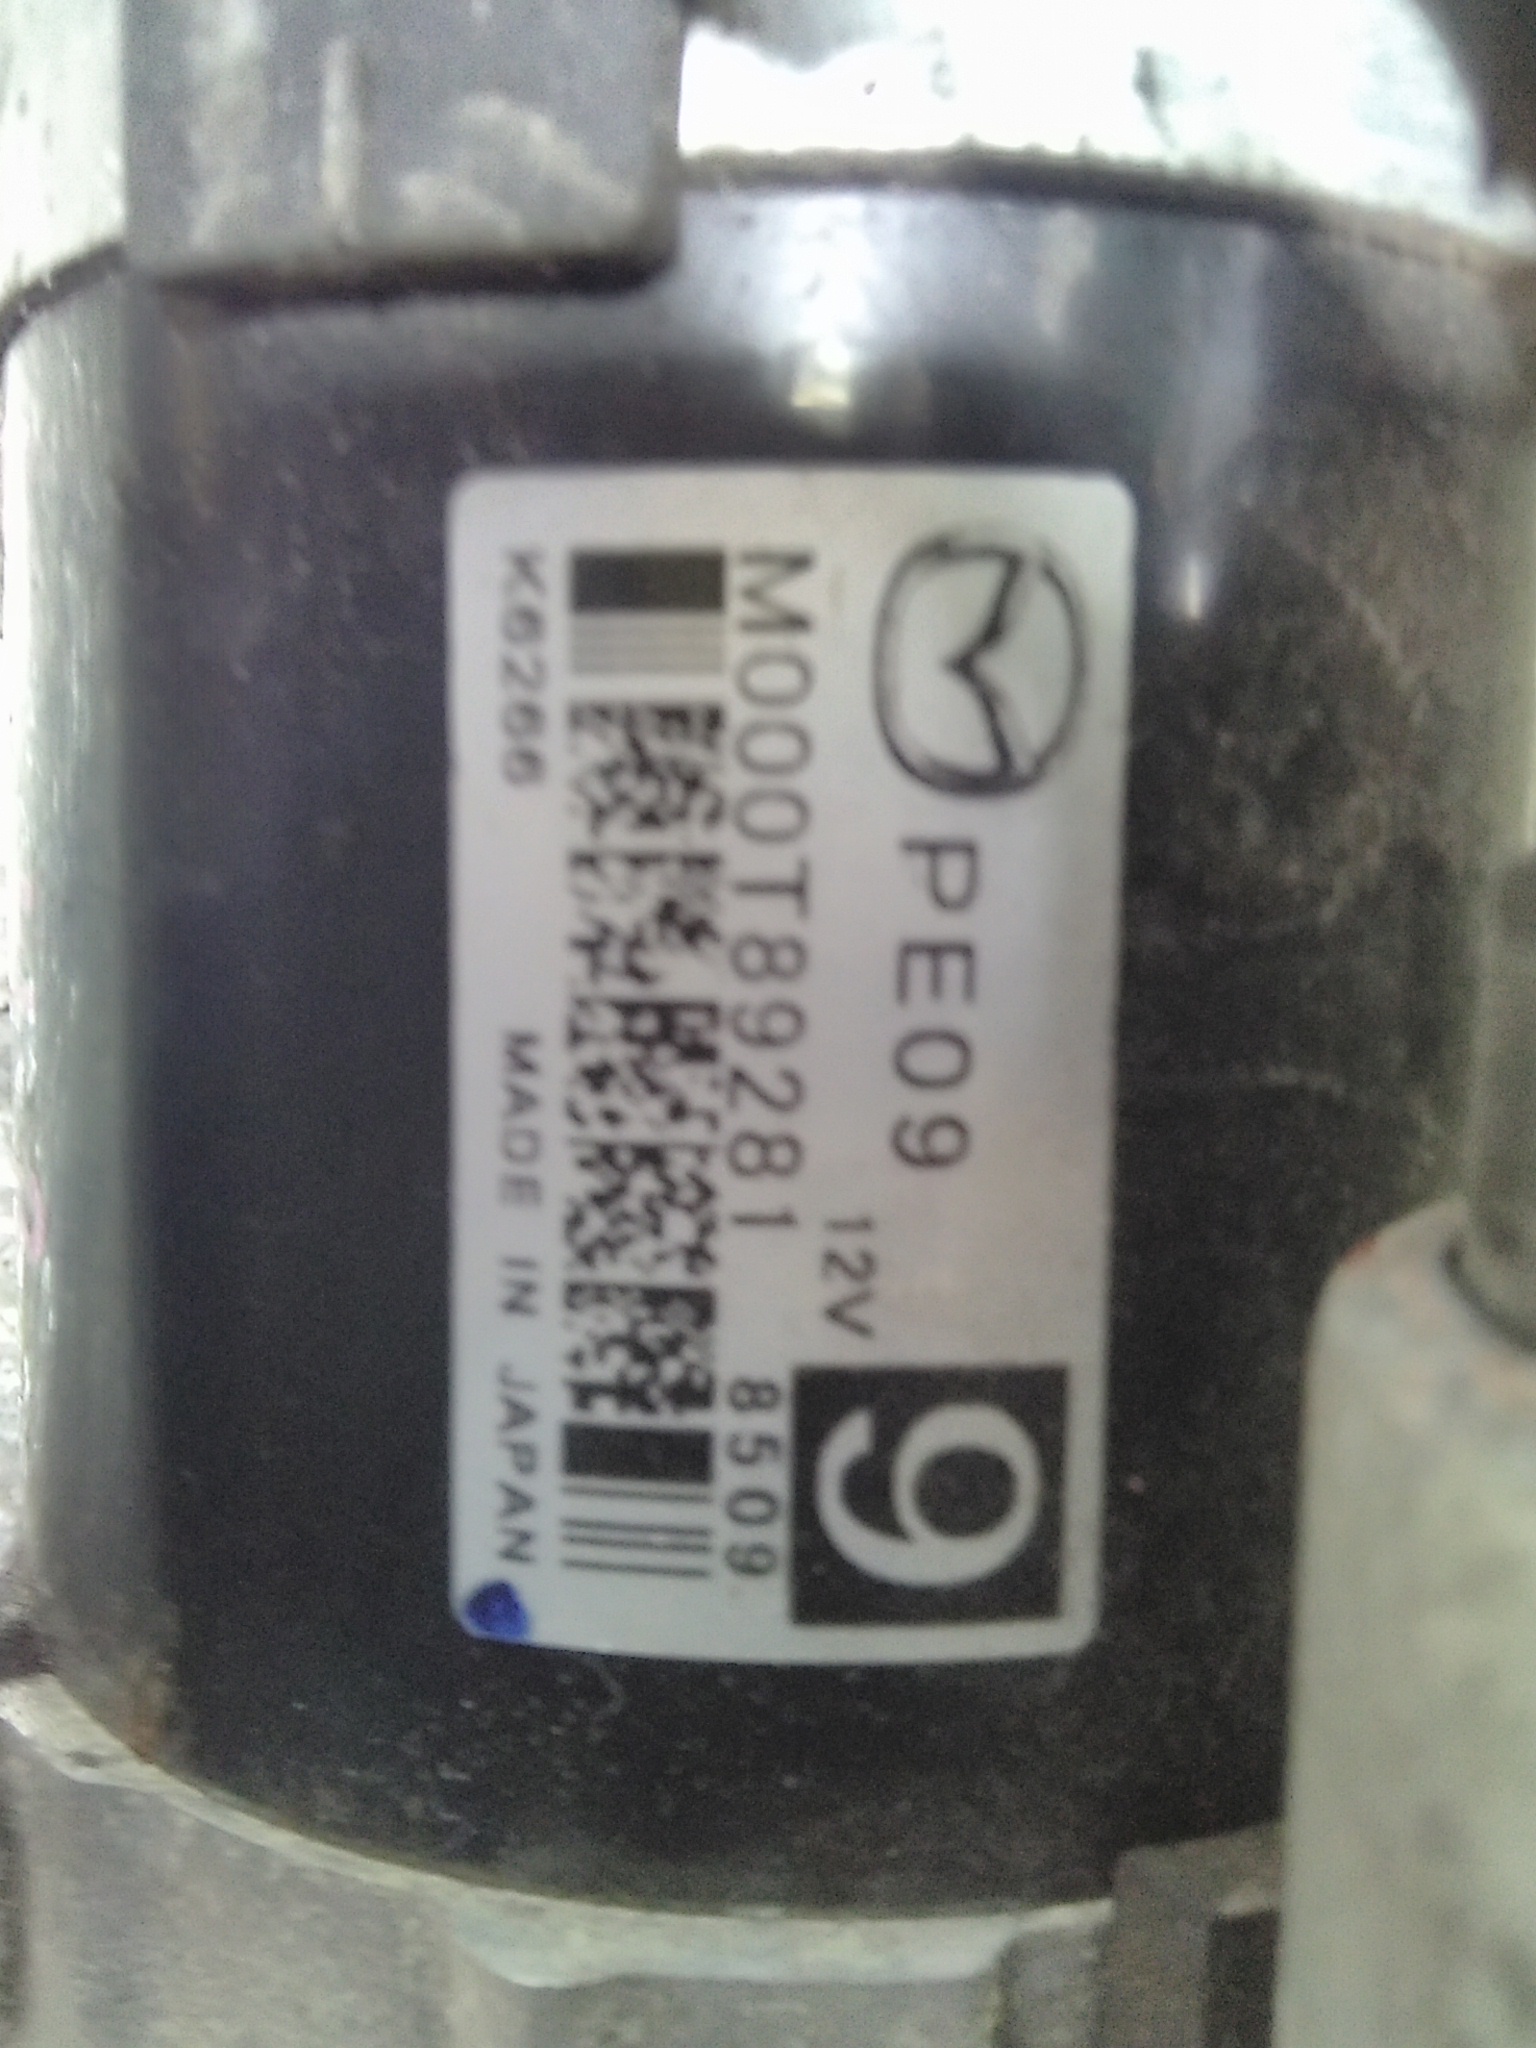 PE09
12V
9
M000T89281
8509
K6266
MADE IN JAPAN